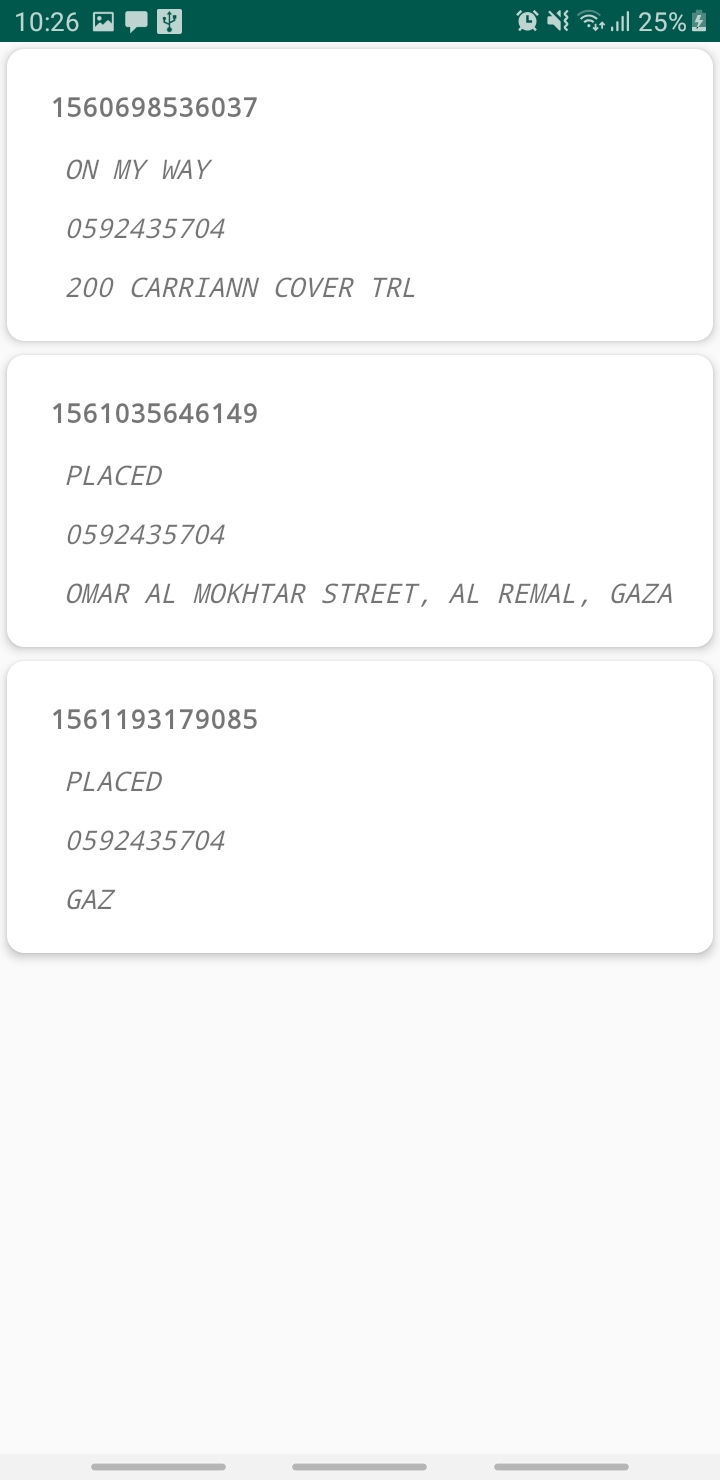 10:26
25%
1560698536037
ON MY WAY
0592435704
200 CARRIANN COVER TRL
1561035646149
PLACED
0592435704
OMAR AL MOKHTAR STREET, AL REMAL, GAZA
1561193179085
PLACED
0592435704
GAZ